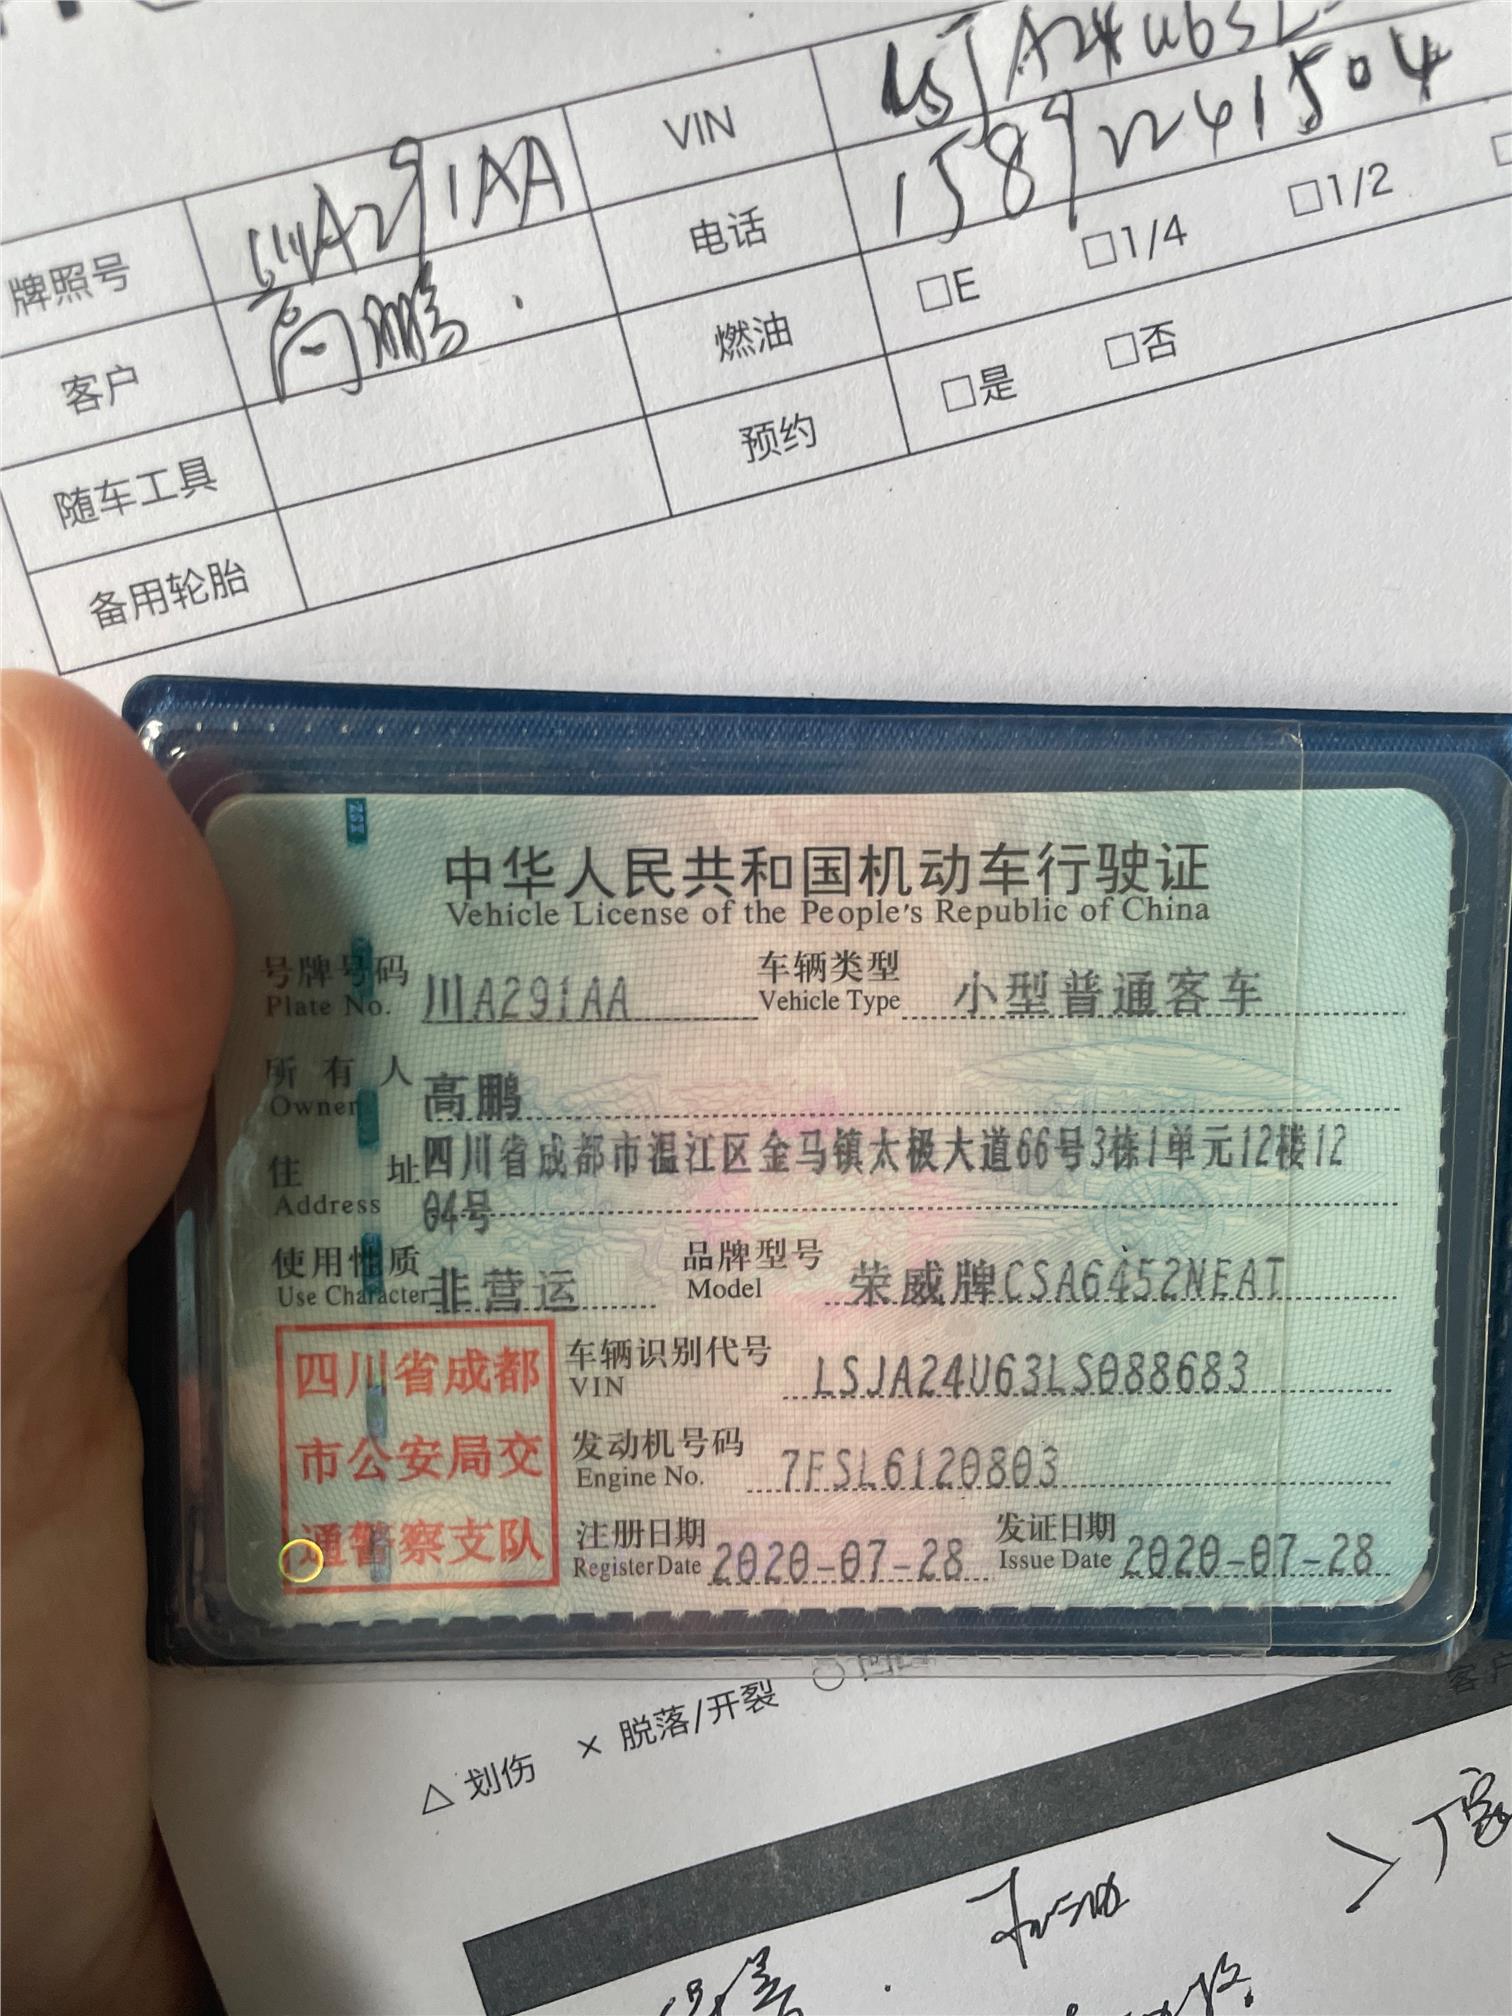 牌照号 川A291AA VIN
客户 高鹏 电话 15892241504
随车工具 燃油 □E □1/4 □1/2
备用轮胎 预约 □是 □否
中华人民共和国机动车行驶证
Vehicle License of the People's Republic of China
号牌号码 川A291AA 车辆类型 小型普通客车
Plate No. Vehicle Type
所有人 高鹏
Owner
住址 四川省成都市温江区金马镇太极大道66号3栋1单元12楼12
Address 04号
使用性质 非营运 品牌型号 荣威牌CSA6452NEAT
Use Character Model
四川省成都
市公安局交
通警察支队
车辆识别代号 LSJA24U63LS088683
VIN
发动机号码 7FSL6120803
Engine No.
注册日期 2020-07-28 发证日期 2020-07-28
Register Date Issue Date
△ 划伤 × 脱落/开裂
客户